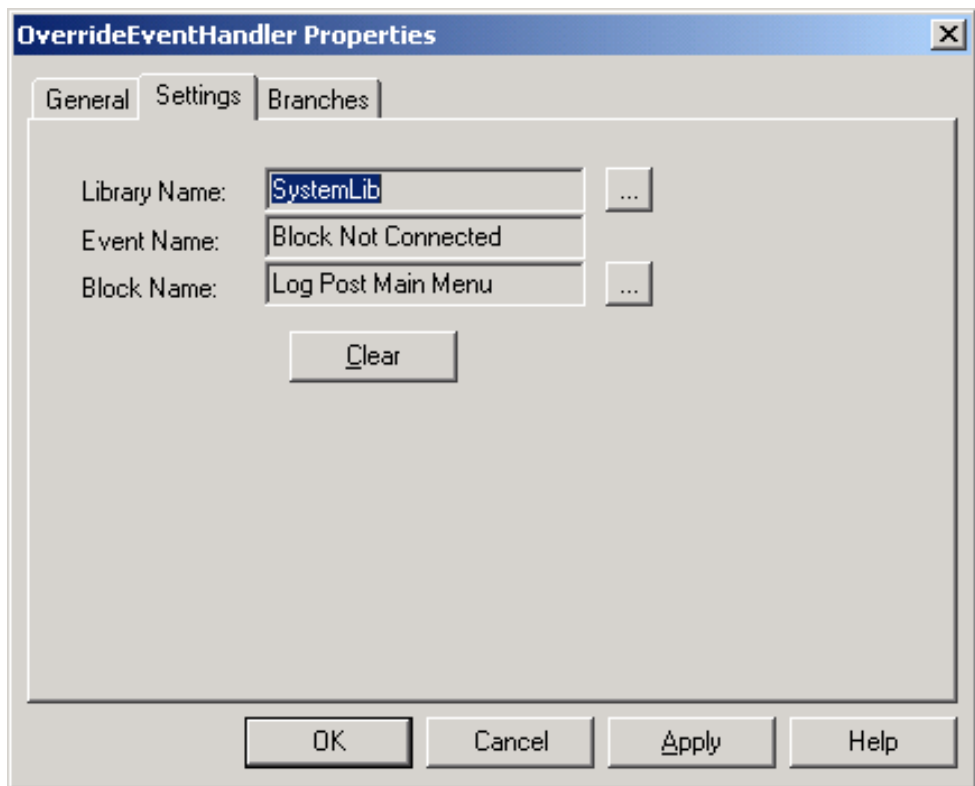 OverrideEventHandler Properties
General Settings Branches
Library Name: SystemLib ...
Event Name: Block Not Connected
Block Name: Log Post Main Menu ...
Clear
OK Cancel Apply Help